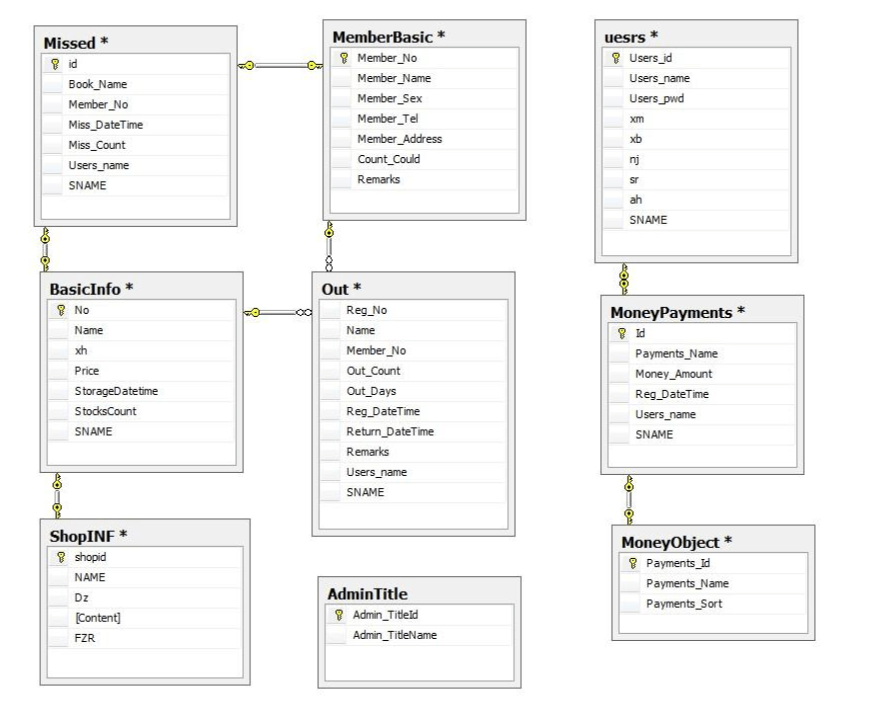 Missed *
id
Book_Name
Member_No
Miss_DateTime
Miss_Count
Users_name
SNAME
MemberBasic *
Member_No
Member_Name
Member_Sex
Member_Tel
Member_Address
Count_Could
Remarks
uesrs *
Users_id
Users_name
Users_pwd
xm
xb
nj
sr
ah
SNAME
BasicInfo *
No
Name
xh
Price
StorageDatetime
StocksCount
SNAME
Out *
Reg_No
Name
Member_No
Out_Count
Out_Days
Reg_DateTime
Return_DateTime
Remarks
Users_name
SNAME
MoneyPayments *
Id
Payments_Name
Money_Amount
Reg_DateTime
Users_name
SNAME
ShopINF *
shopid
NAME
Dz
[Content]
FZR
AdminTitle
Admin_TitleId
Admin_TitleName
MoneyObject *
Payments_Id
Payments_Name
Payments_Sort